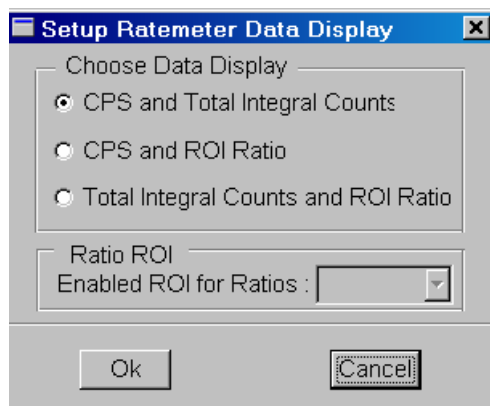 Setup Ratemeter Data Display
Choose Data Display
CPS and Total Integral Counts
CPS and ROI Ratio
Total Integral Counts and ROI Ratio
Ratio ROI
Enabled ROI for Ratios :
Ok
Cancel